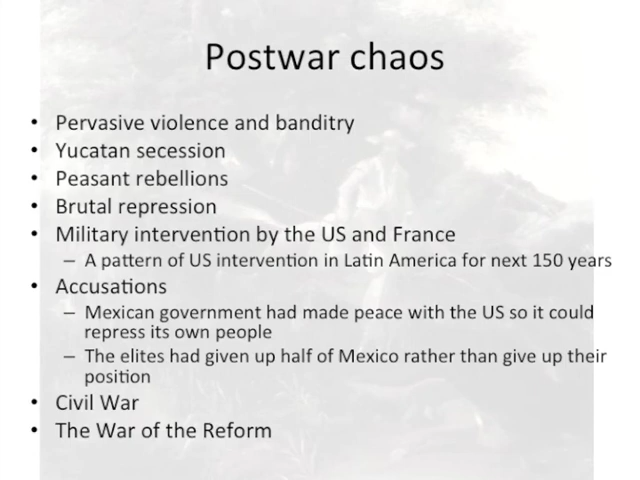 Postwar chaos
• Pervasive violence and banditry
• Yucatan secession
• Peasant rebellions
• Brutal repression
• Military intervention by the US and France
– A pattern of US intervention in Latin America for next 150 years
• Accusations
– Mexican government had made peace with the US so it could
repress its own people
– The elites had given up half of Mexico rather than give up their
position
• Civil War
• The War of the Reform